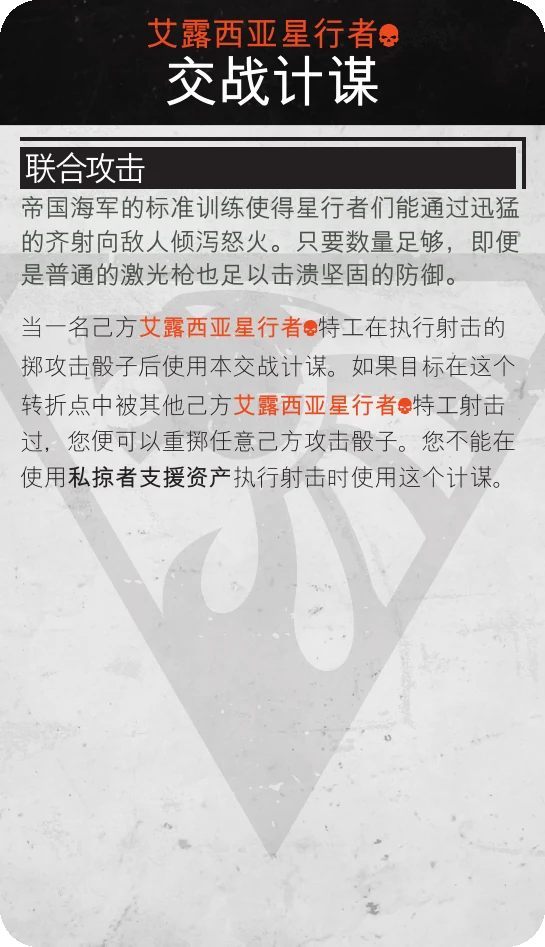 艾露西亚星行者
交战计谋
联合攻击
帝国海军的标准训练使得星行者们能通过迅猛
的齐射向敌人倾泻怒火。只要数量足够，即便
是普通的激光枪也足以击溃坚固的防御。
当一名己方艾露西亚星行者特工在执行射击的
掷攻击骰子后使用本交战计谋。如果目标在这个
转折点中被其他己方艾露西亚星行者特工射击
过，您便可以重掷任意己方攻击骰子。您不能在
使用私掠者支援资产执行射击时使用这个计谋。